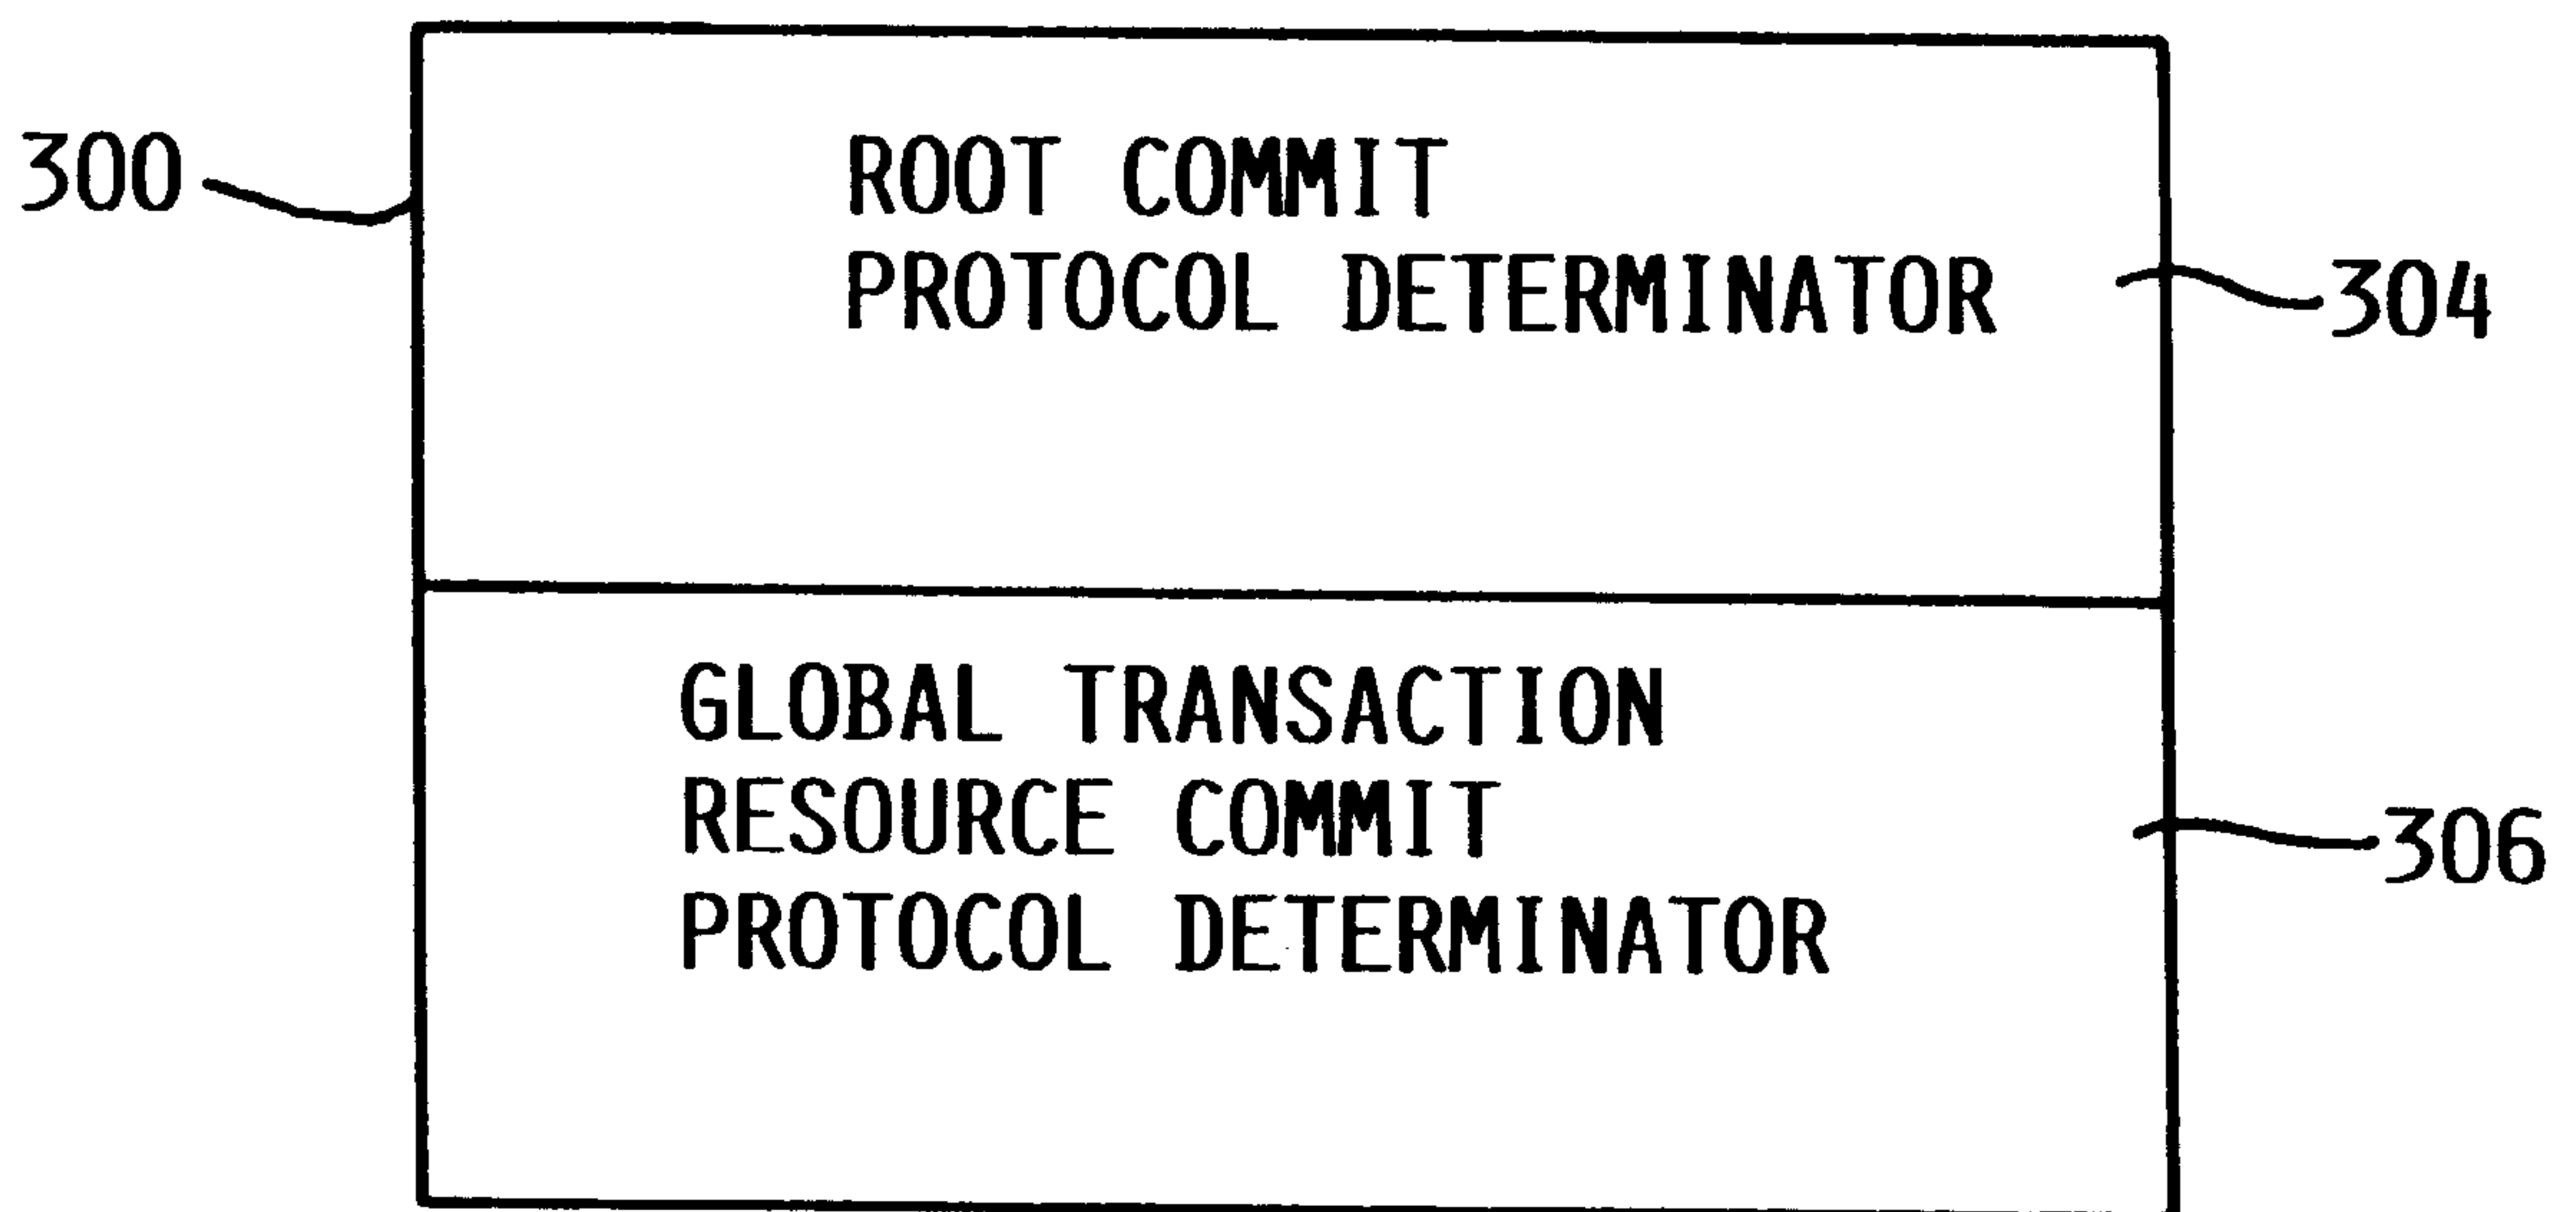 300
ROOT COMMIT
PROTOCOL DETERMINATOR
304
GLOBAL TRANSACTION
RESOURCE COMMIT
PROTOCOL DETERMINATOR
306